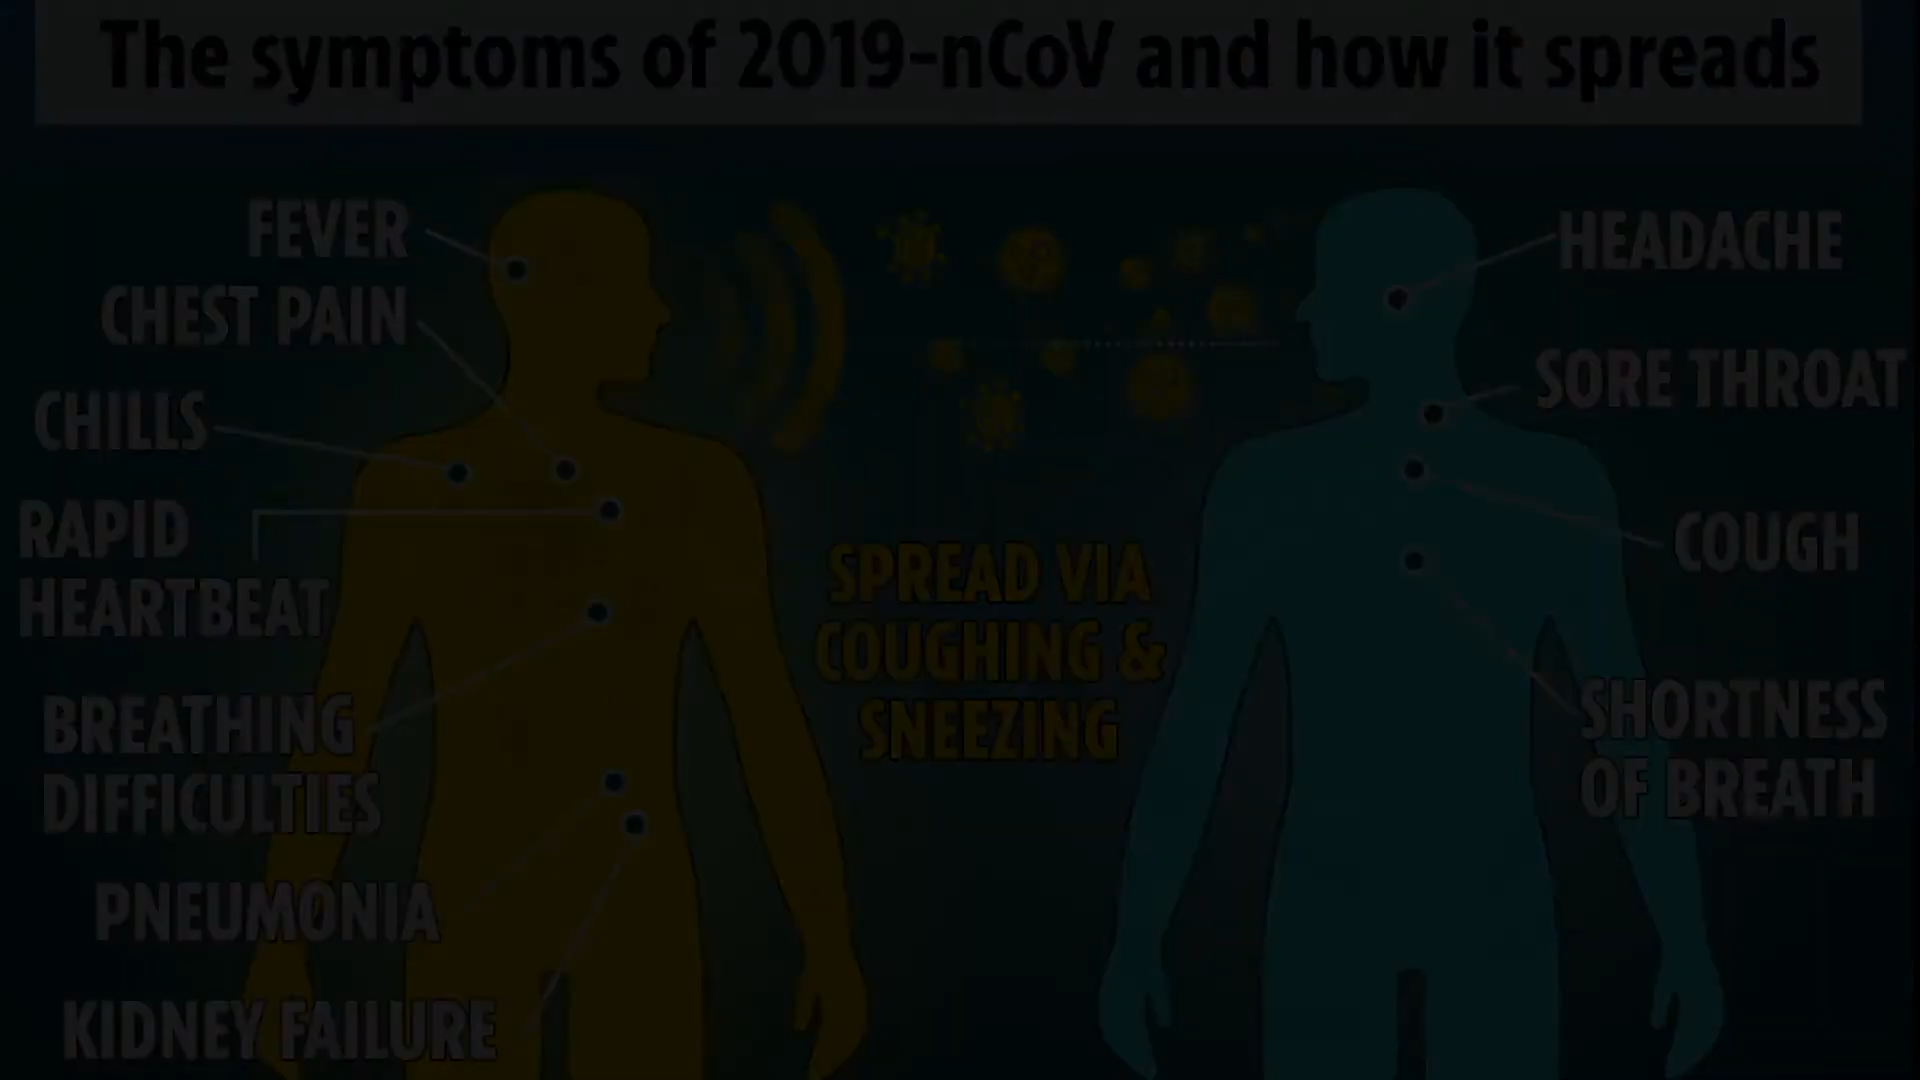 The symptoms of 2019-nCoV and how it spreads
FEVER
CHEST PAIN
CHILLS
RAPID
HEARTBEAT
BREATHING
DIFFICULTIES
PNEUMONIA
KIDNEY FAILURE
SPREAD VIA
COUGHING &
SNEEZING
HEADACHE
SORE THROAT
COUGH
SHORTNESS
OF BREATH